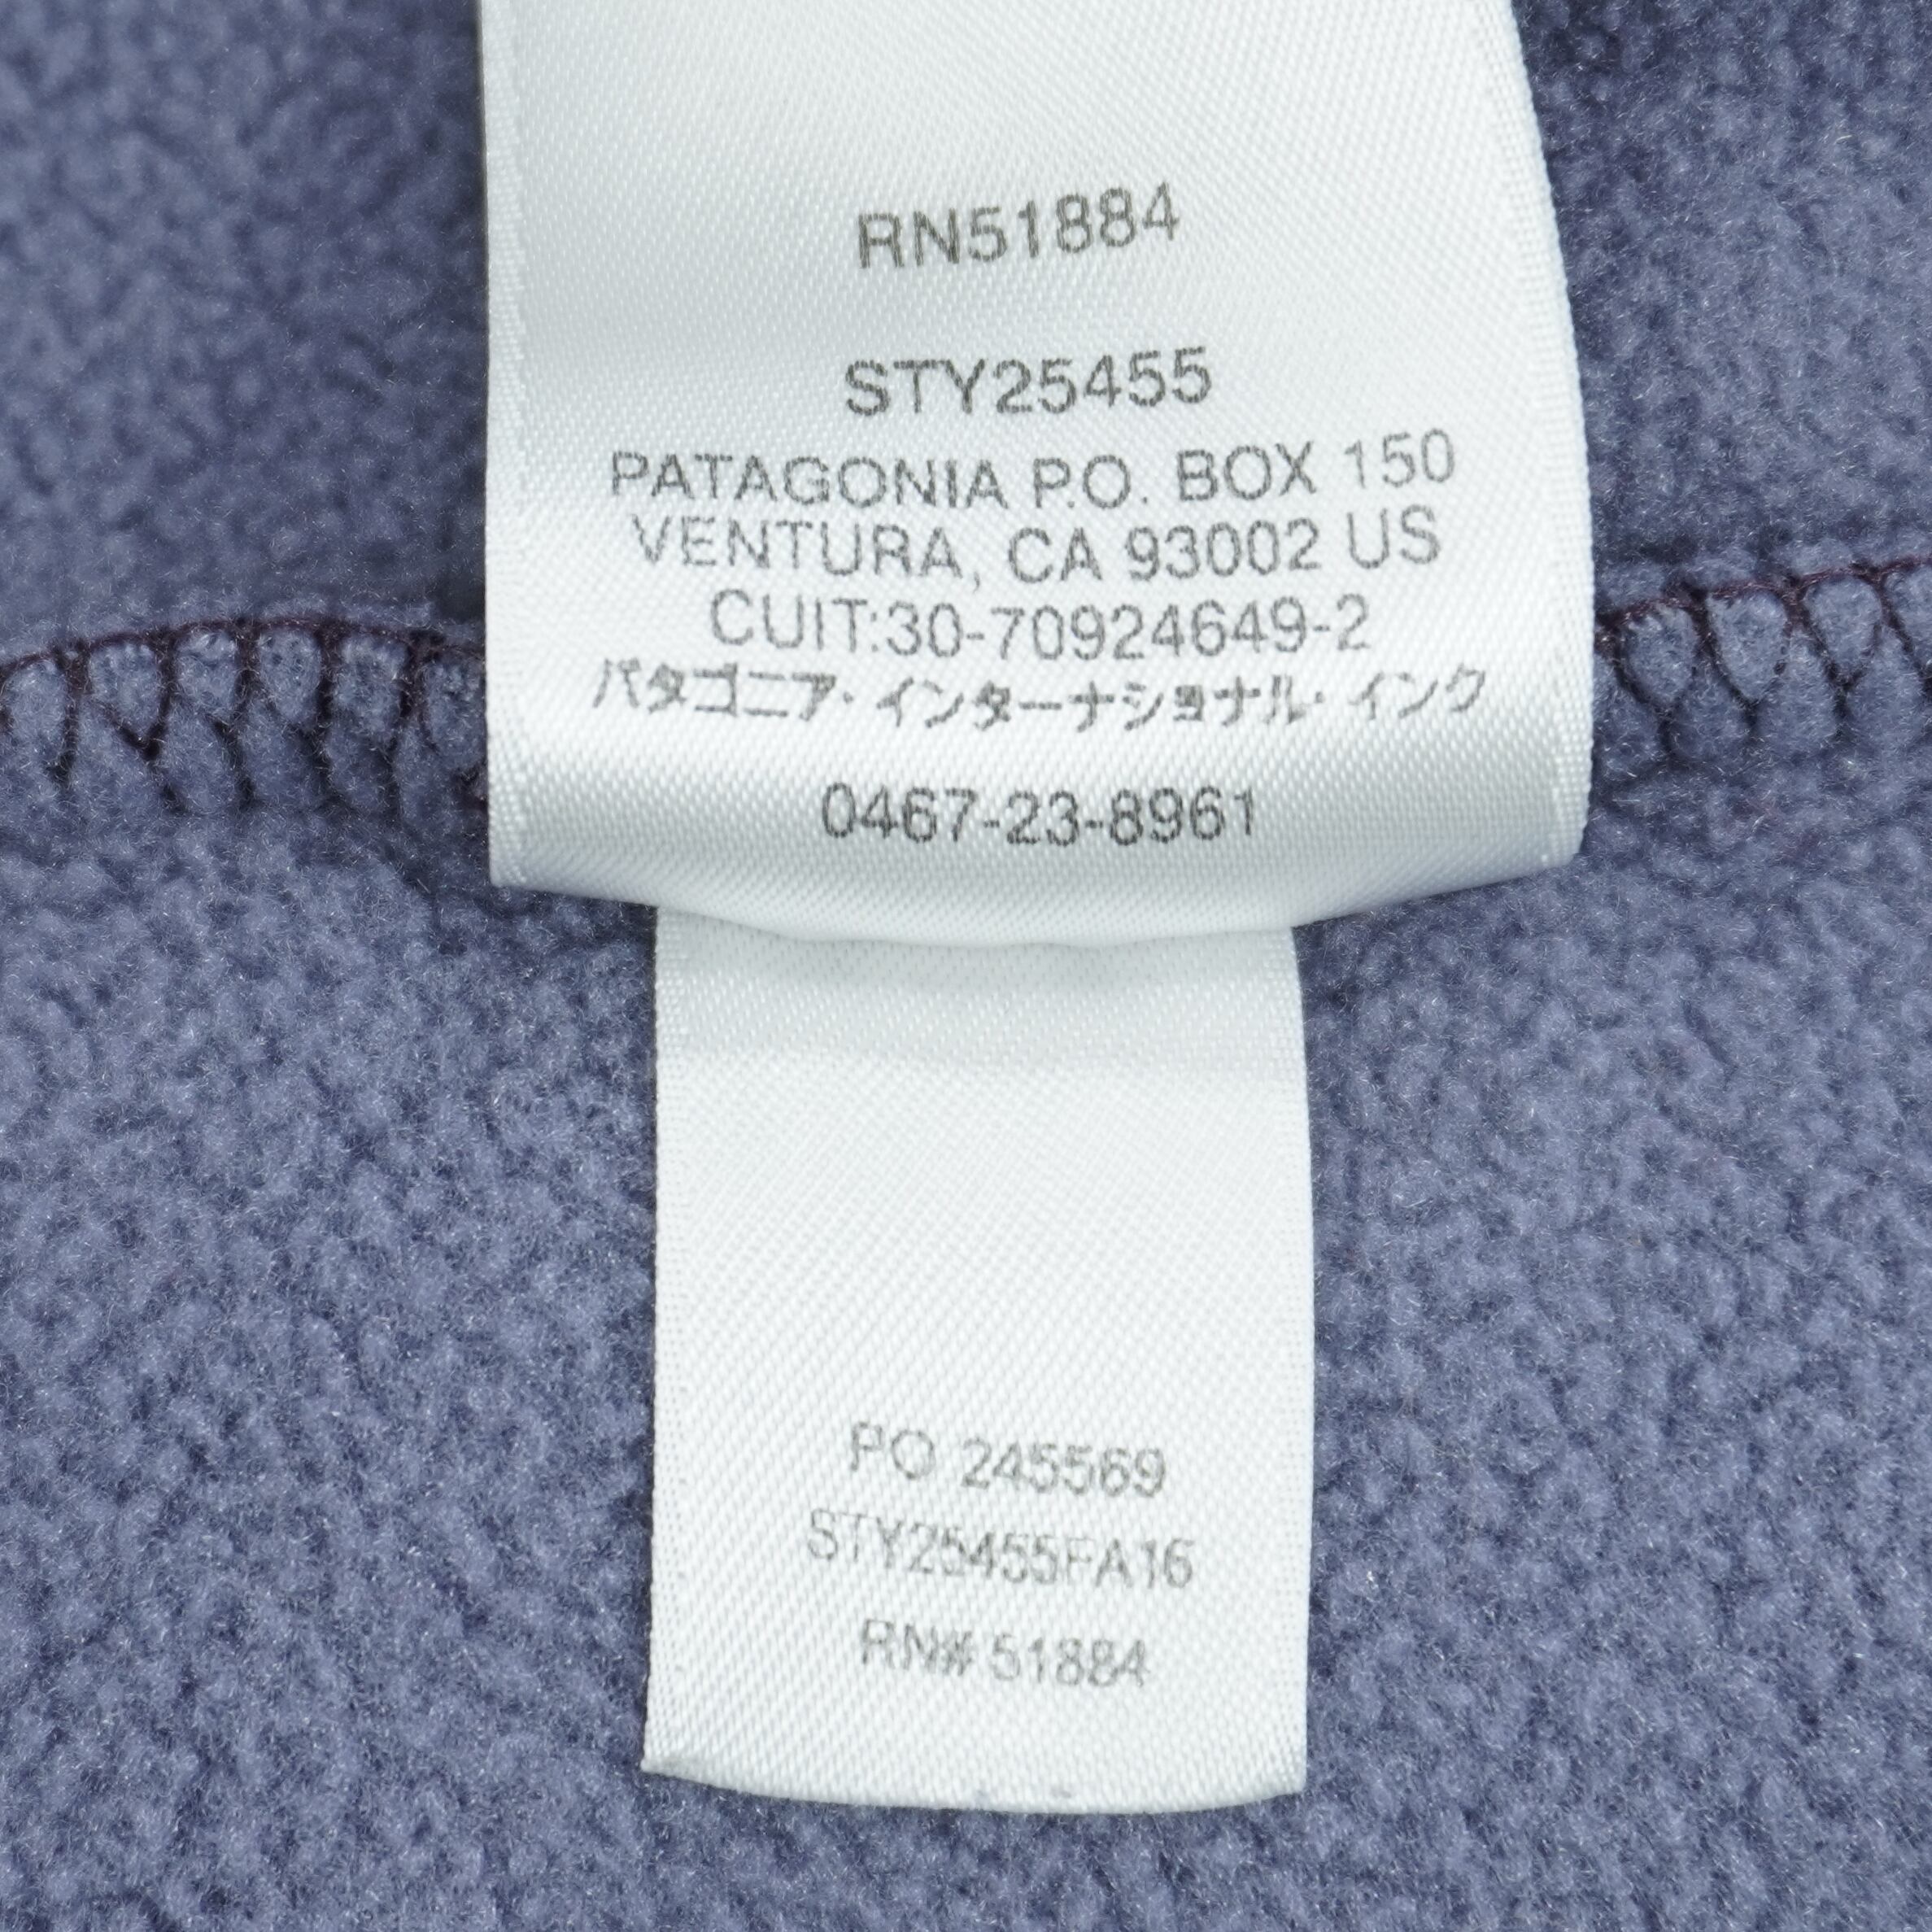 RN51884
STY25455
PATAGONIA P.O. BOX 150
VENTURA, CA 93002 US
CUIT:30-70924649-2
パタゴニア・インターナショナル・インク
0467-23-8961
PO 245569
STY25455FA16
RN# 51884